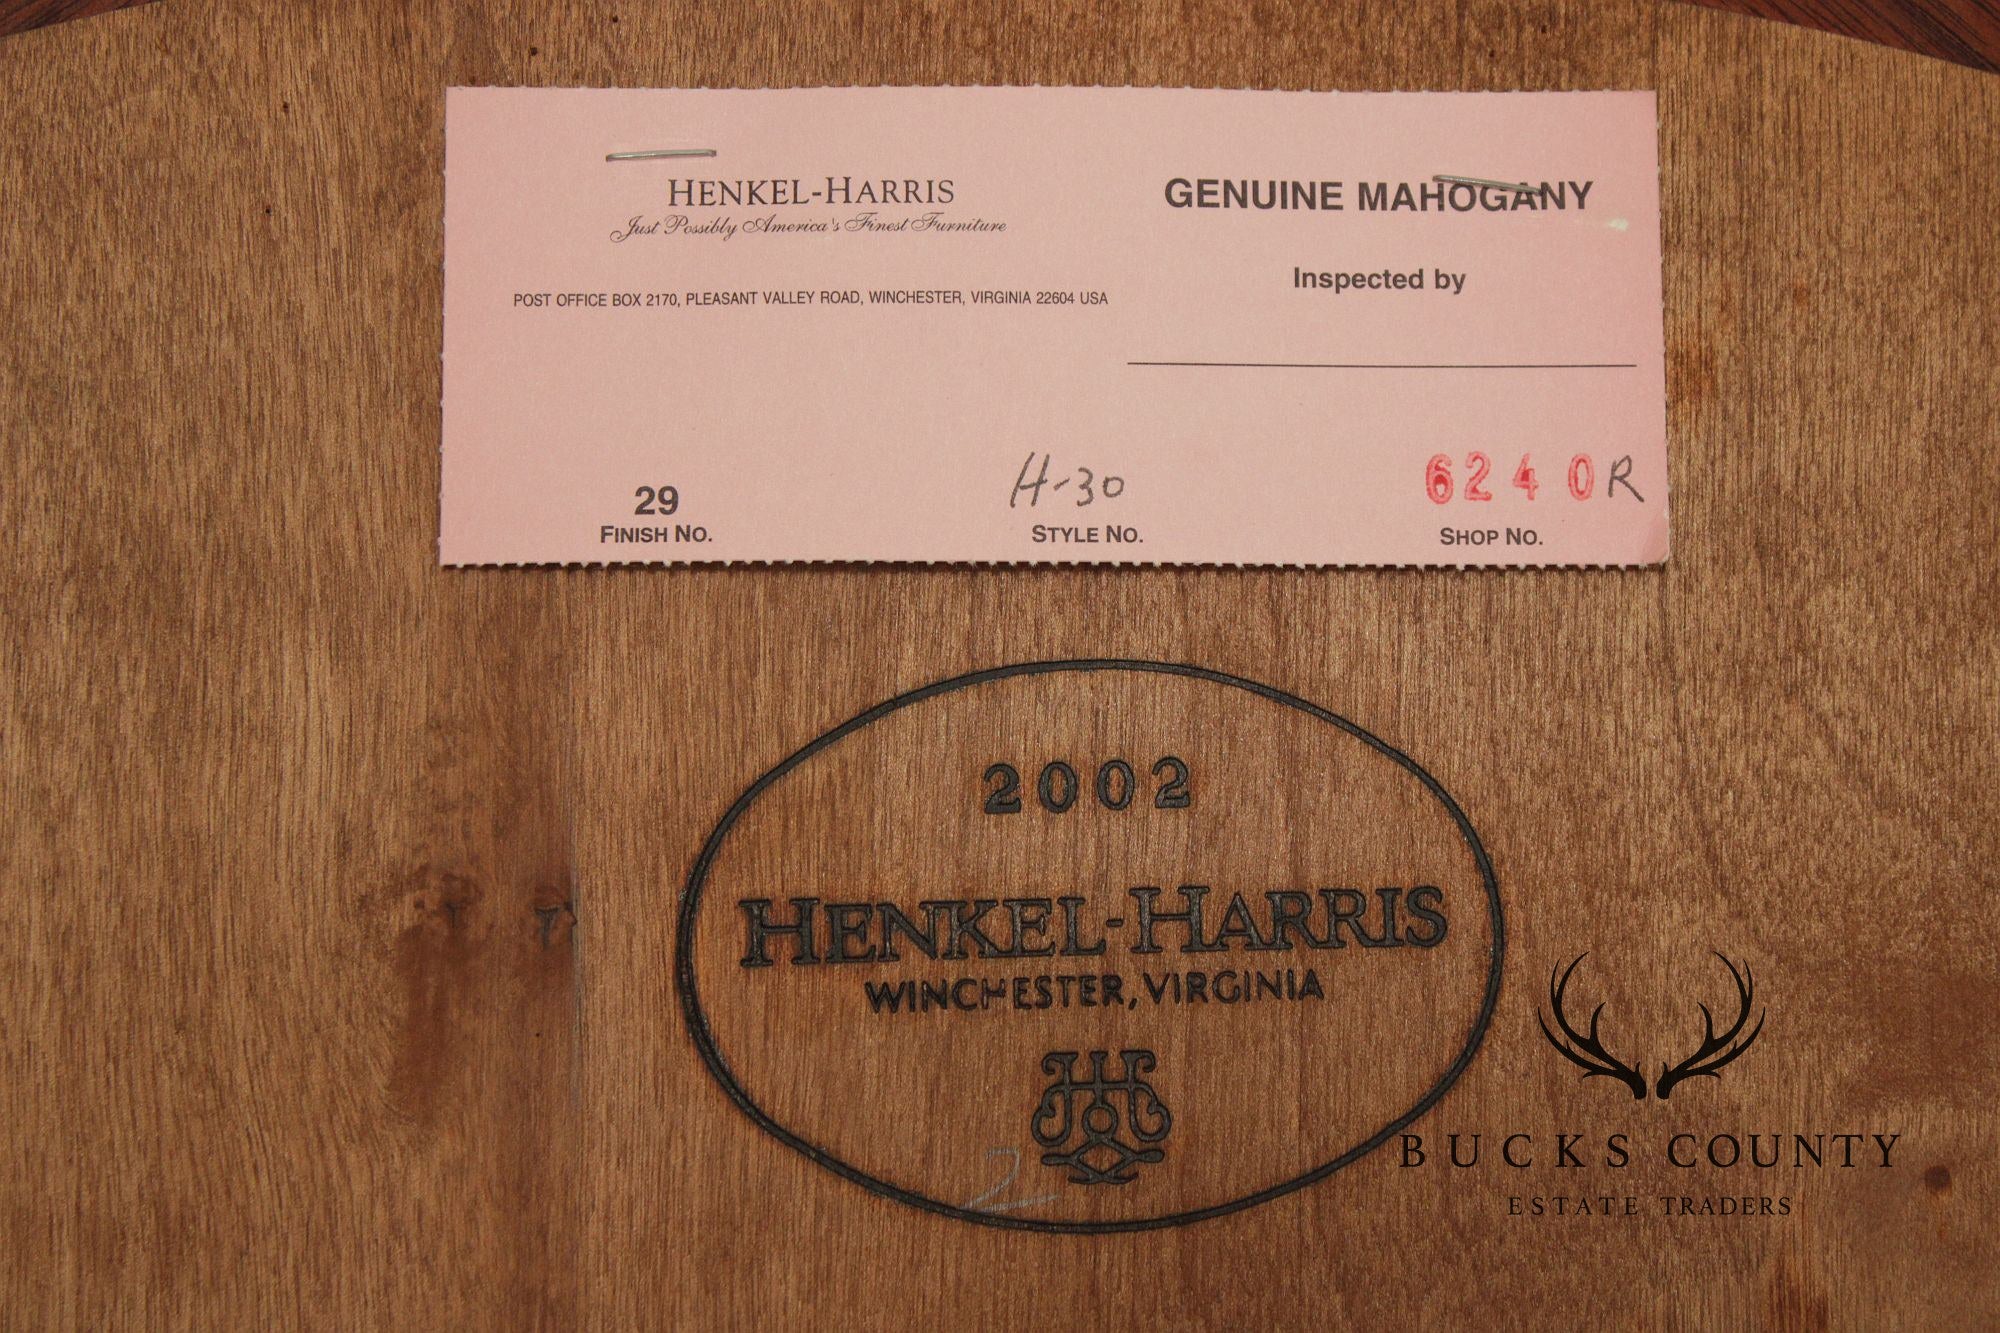 HENKEL-HARRIS
Just Possibly America's Finest Furniture
POST OFFICE BOX 2170, PLEASANT VALLEY ROAD, WINCHESTER, VIRGINIA 22604 USA
GENUINE MAHOGANY
Inspected by
29
FINISH NO.
H-30
STYLE NO.
6240R
SHOP NO.
2002
HENKEL-HARRIS
WINCHESTER, VIRGINIA
2
BUCKS COUNTY
ESTATE TRADERS